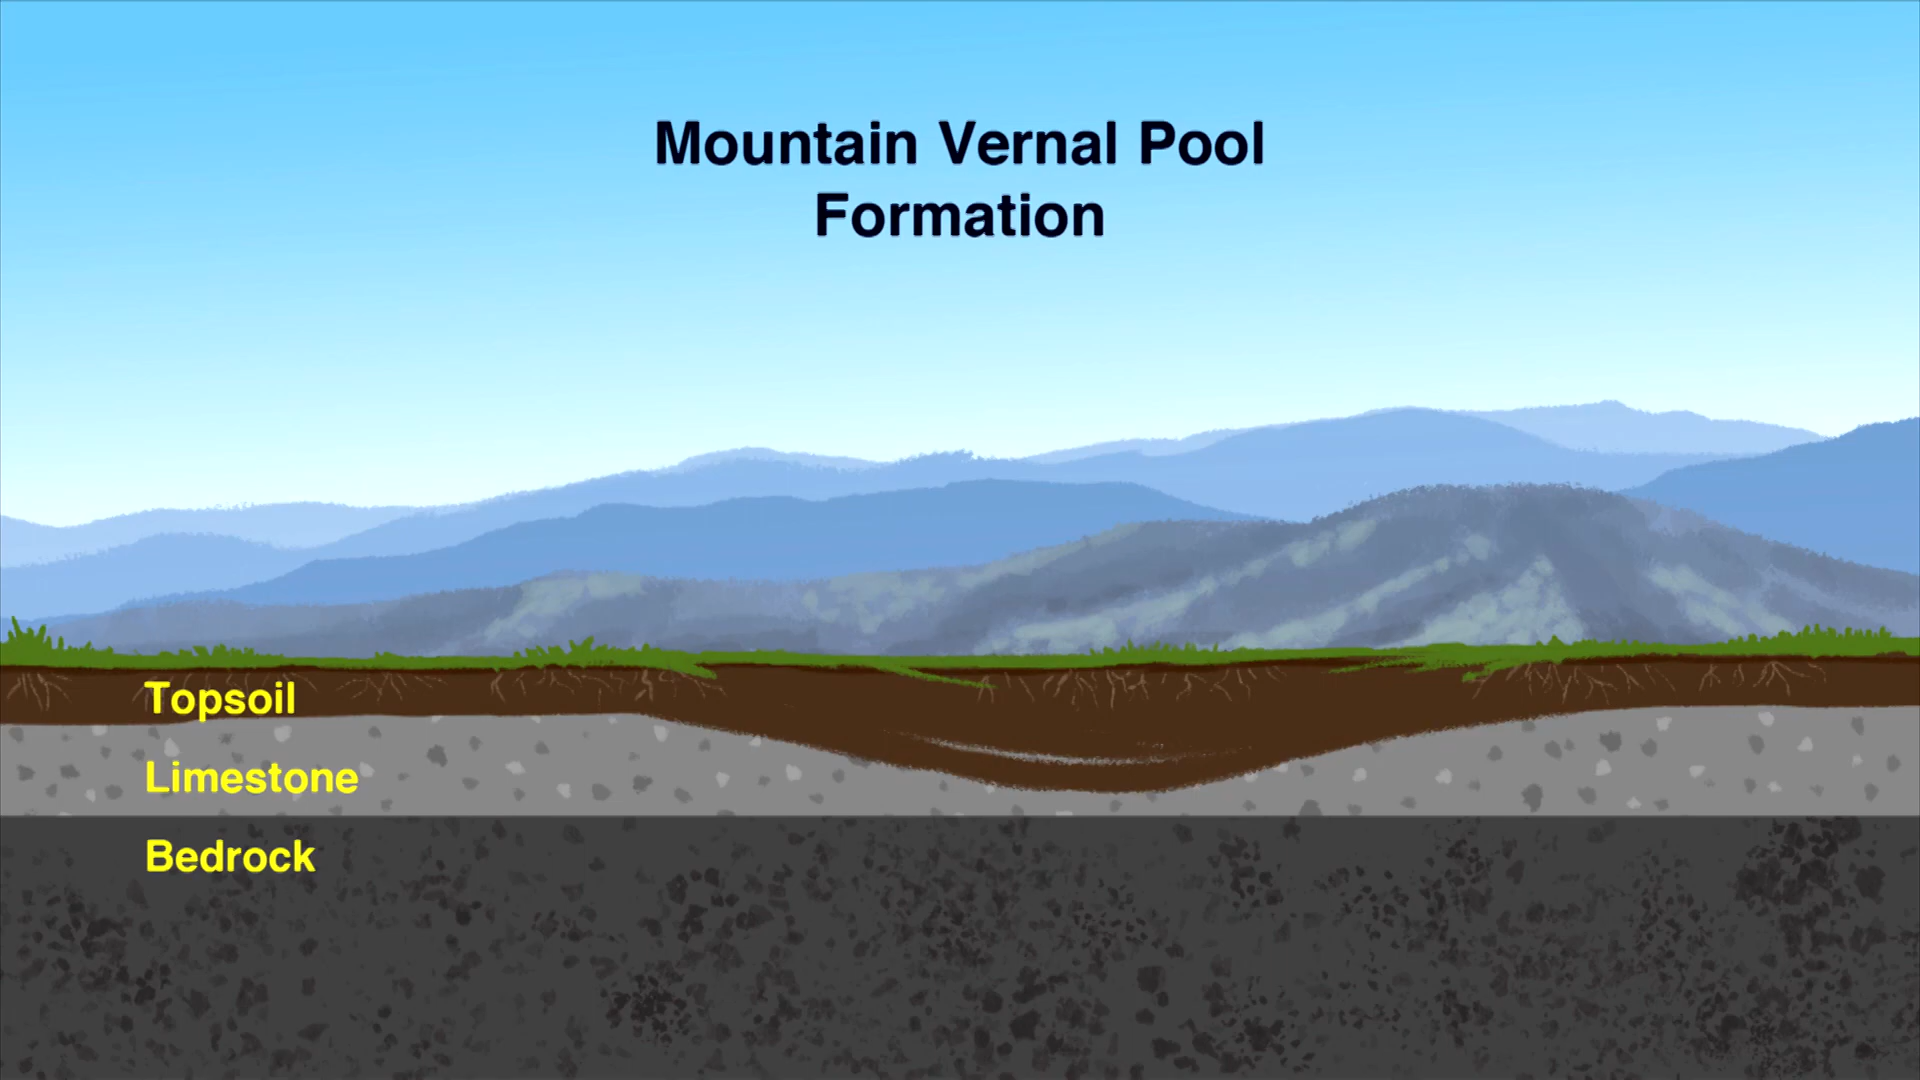 Mountain Vernal Pool
Formation
Topsoil
Limestone
Bedrock